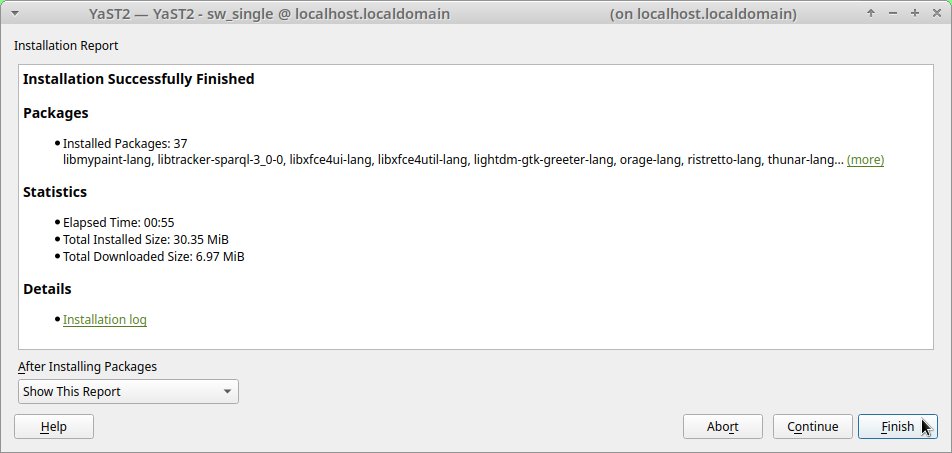 YaST2 — YaST2 - sw_single @ localhost.localdomain (on localhost.localdomain)
Installation Report
Installation Successfully Finished
Packages
Installed Packages: 37
libmypaint-lang, libtracker-sparql-3_0-0, libxfce4ui-lang, libxfce4util-lang, lightdm-gtk-greeter-lang, orage-lang, ristretto-lang, thunar-lang... (more)
Statistics
Elapsed Time: 00:55
Total Installed Size: 30.35 MiB
Total Downloaded Size: 6.97 MiB
Details
Installation log
After Installing Packages
Show This Report
Help Abort Continue Finish